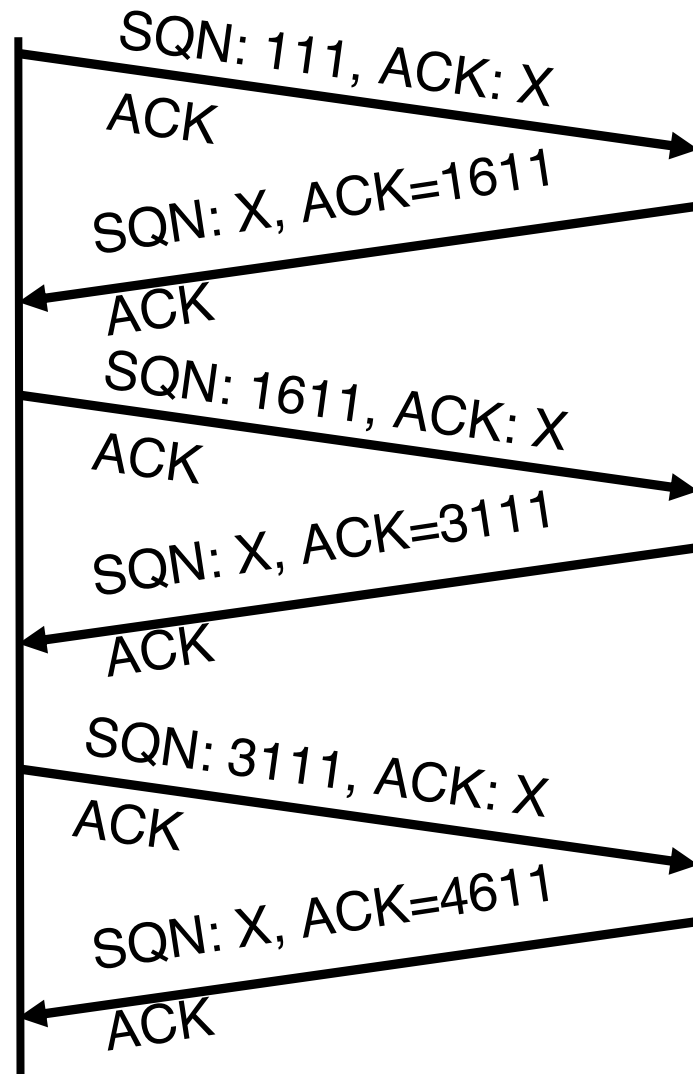 SQN: 111, ACK: X
ACK
SQN: X, ACK=1611
ACK
SQN: 1611, ACK: X
ACK
SQN: X, ACK=3111
ACK
SQN: 3111, ACK: X
ACK
SQN: X, ACK=4611
ACK